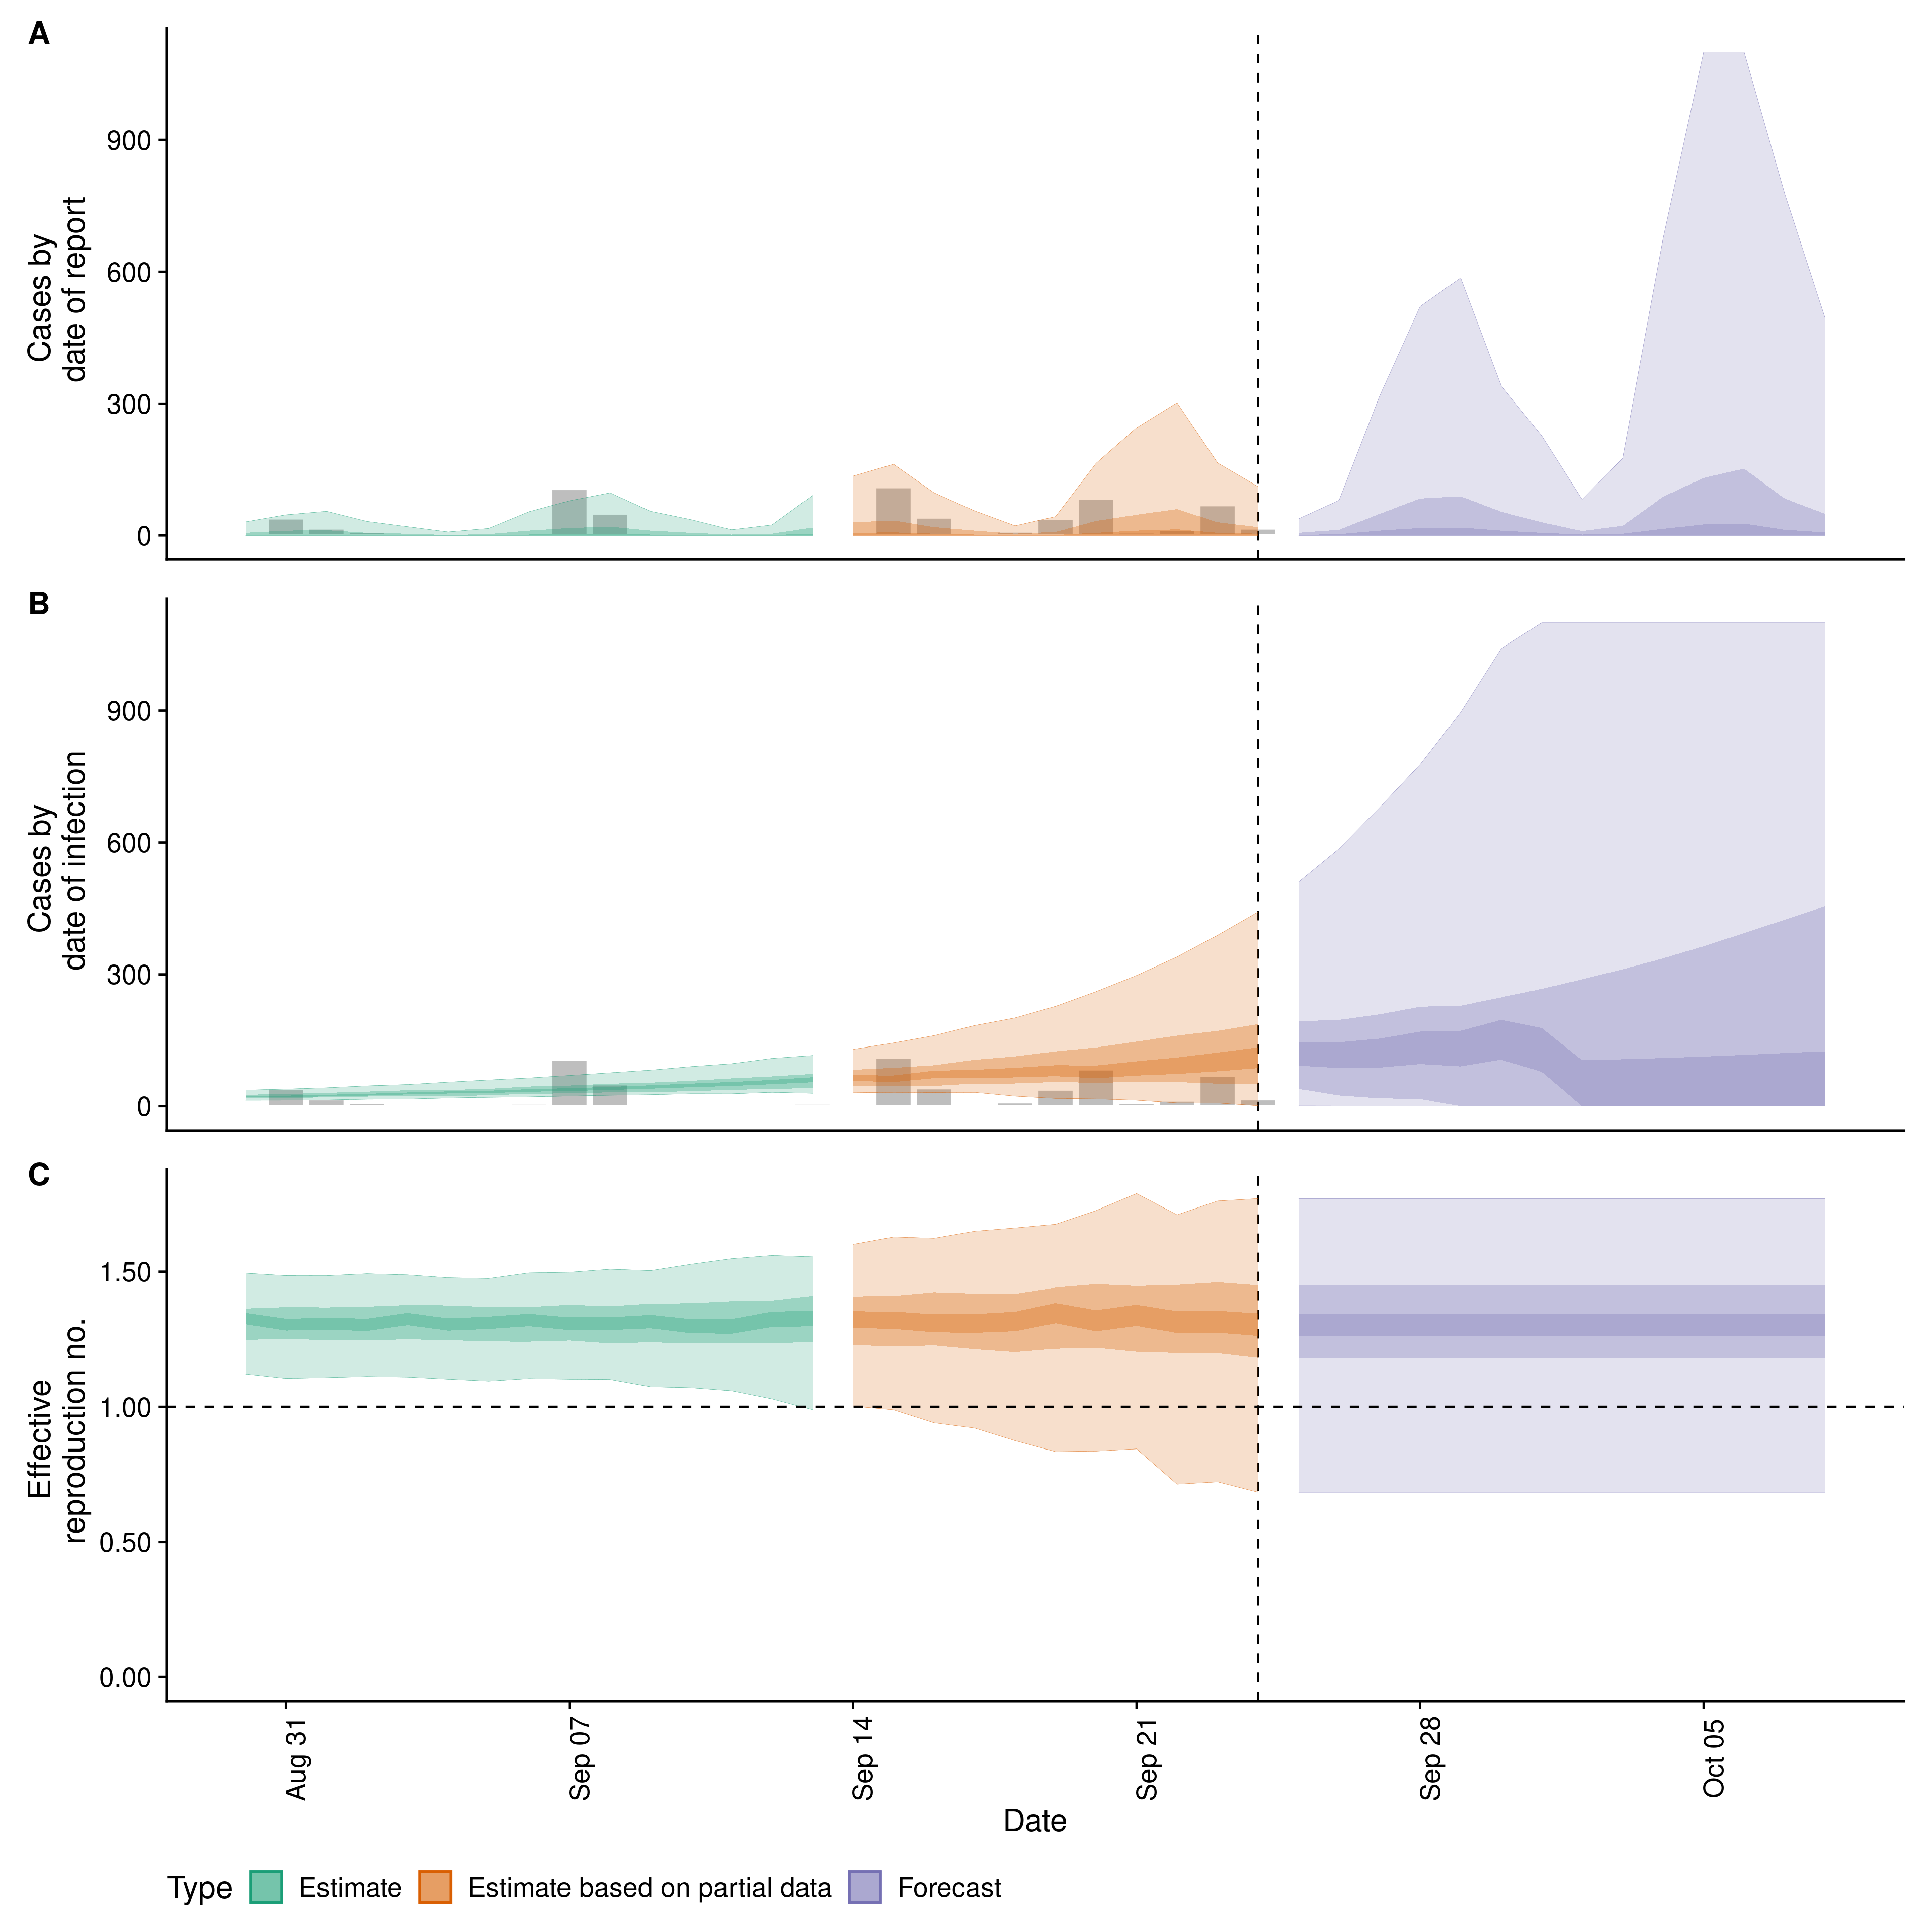 A
Cases by
date of report
900
600
300
0
B
Cases by
date of infection
900
600
300
0
C
Effective
reproduction no.
1.50
1.00
0.50
0.00
Aug 31
Sep 07
Sep 14
Sep 21
Sep 28
Oct 05
Date
Type Estimate Estimate based on partial data Forecast